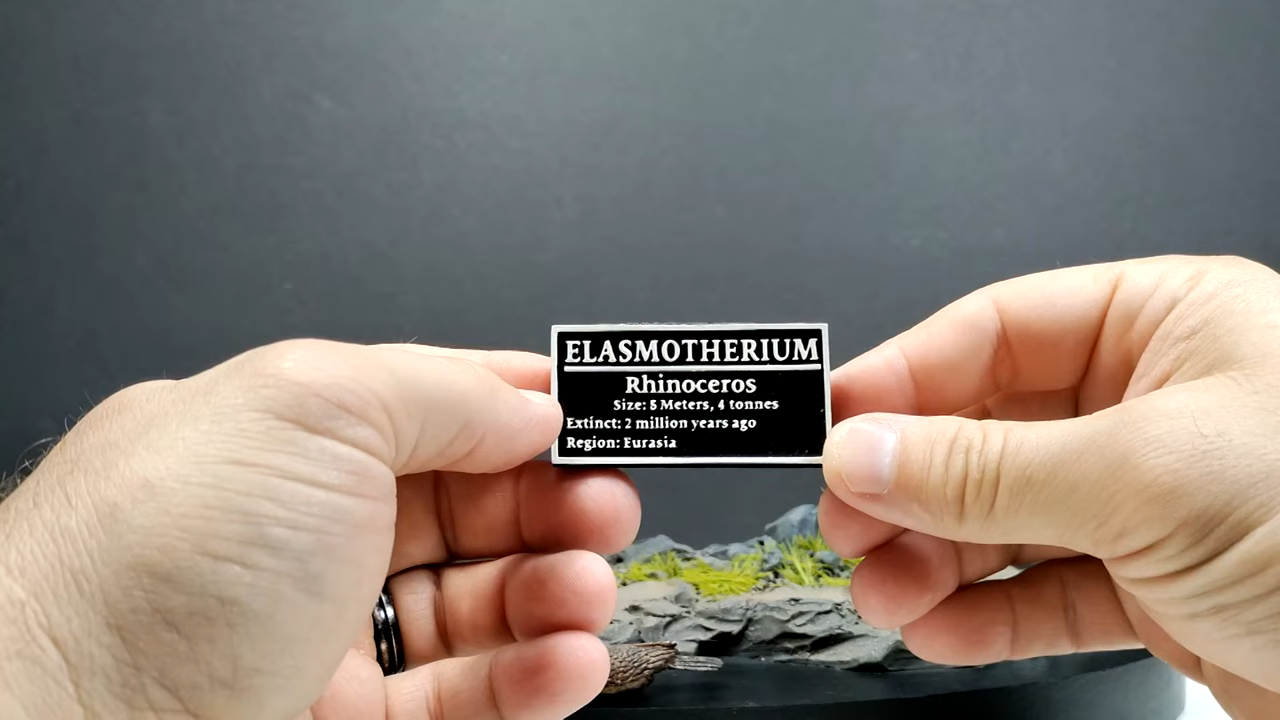 ELASMOTHERIUM
Rhinoceros
Size: 5 Meters, 4 tonnes
Extinct: 2 million years ago
Region: Eurasia